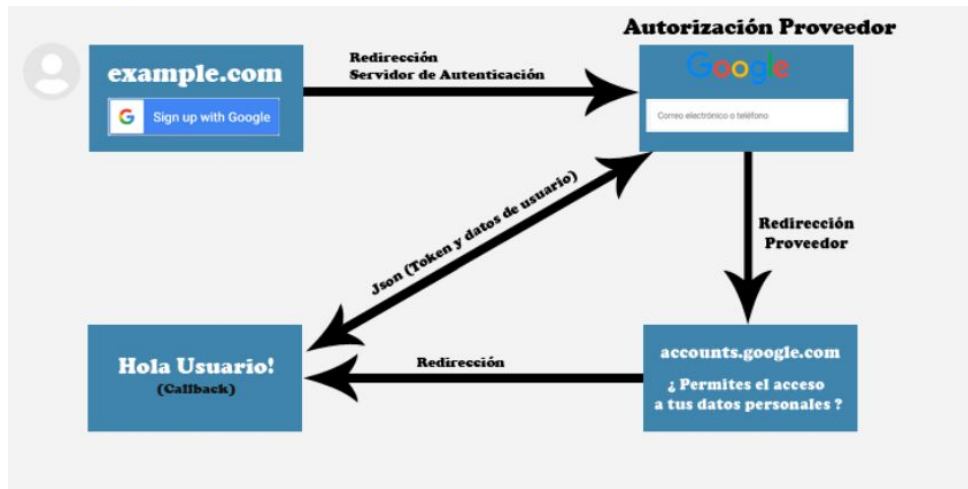 Autorización Proveedor
example.com
G Sign up with Google
Redirección
Servidor de Autenticación
Google
Correo electrónico o teléfono
Json (Token y datos de usuario)
Redirección
Proveedor
Hola Usuario!
(Callback)
Redirección
accounts.google.com
¿ Permites el acceso
a tus datos personales ?